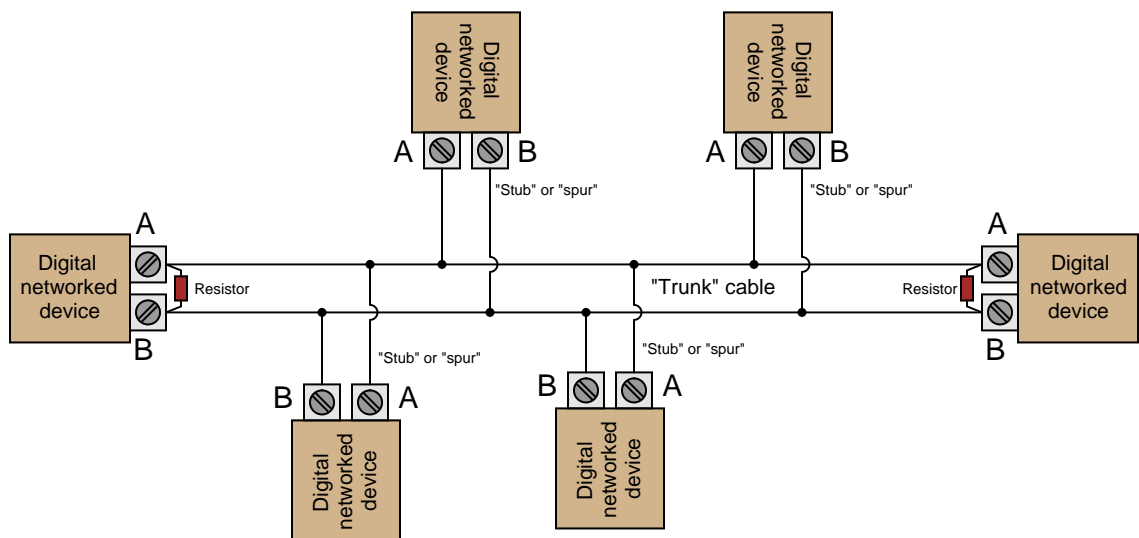 Digital
networked
device
A
B
"Stub" or "spur"
Digital
networked
device
A
B
"Stub" or "spur"
A
Digital
networked
device
B
Resistor
"Trunk" cable
Resistor
A
Digital
networked
device
B
"Stub" or "spur"
B
A
Digital
networked
device
"Stub" or "spur"
B
A
Digital
networked
device